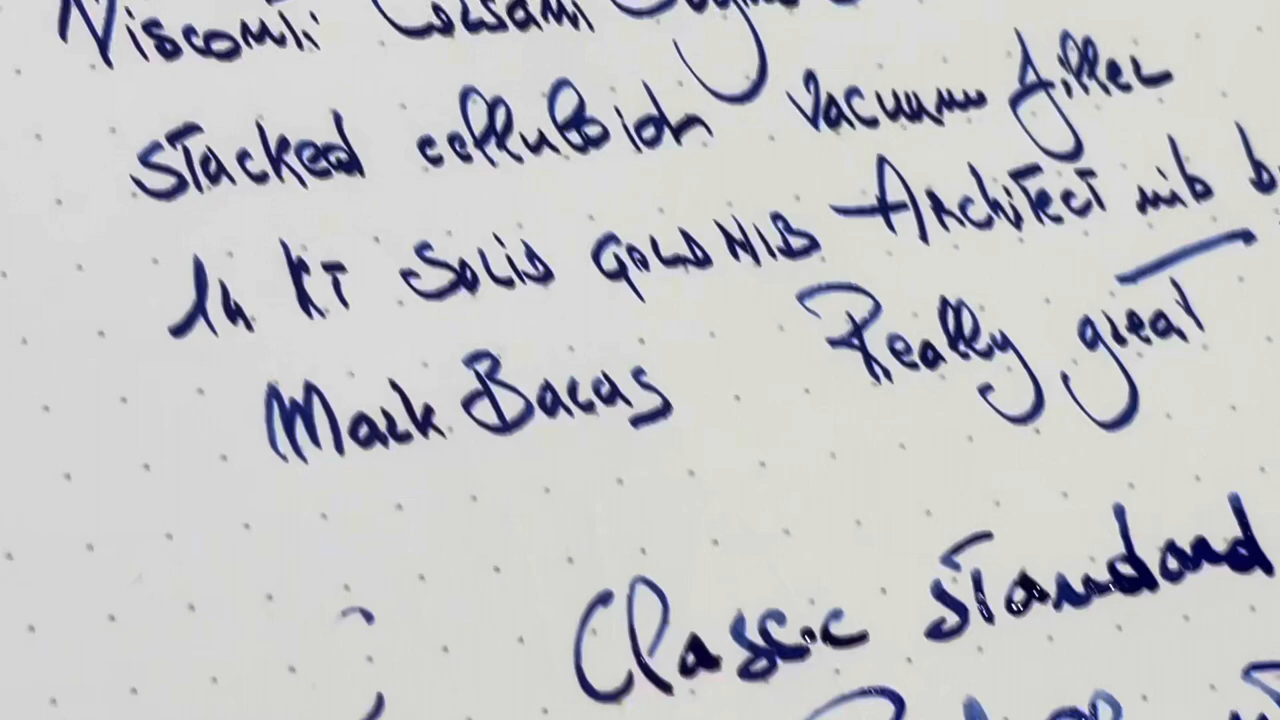 Visconti
stacked celluloid vacuum filler
14 KT SOLID GOLD NIB - Architect nib
Mark Bacas Really great
Classic standard